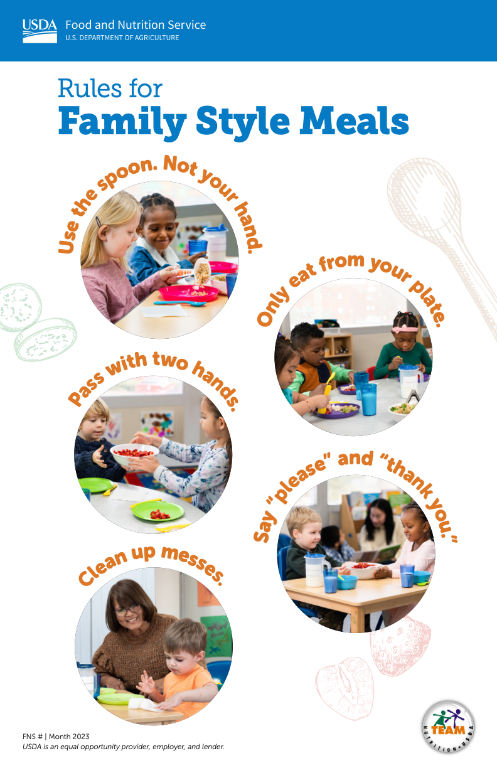 USDA Food and Nutrition Service
U.S. DEPARTMENT OF AGRICULTURE
Rules for
Family Style Meals
Use the spoon. Not your hand.
Only eat from your plate.
Pass with two hands.
Say “please” and “thank you.”
Clean up messes.
FNS # | Month 2023
USDA is an equal opportunity provider, employer, and lender.
TEAM
NUTRITION•USDA